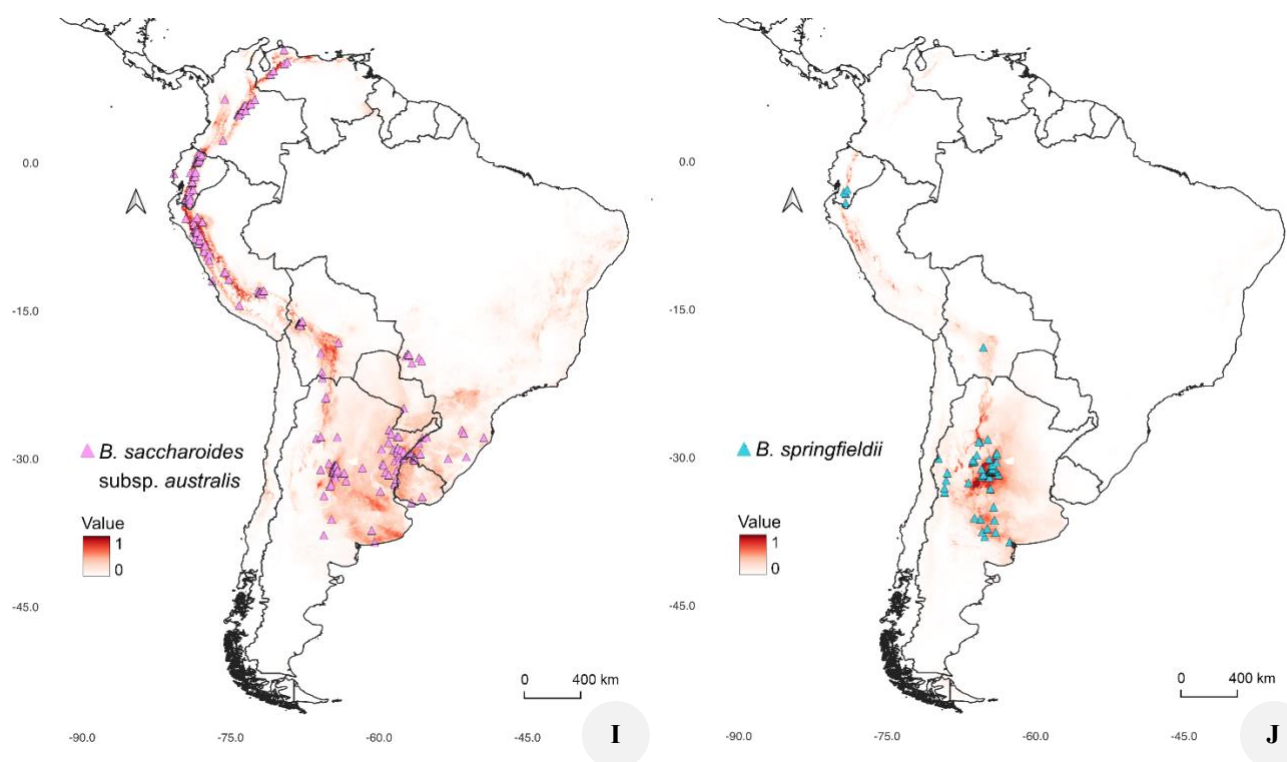 0.0
-15.0
B. saccharoides
subsp. australis
-30.0
Value
1
0
-45.0
0 400 km
-90.0 -75.0 -60.0 -45.0
I
0.0
-15.0
B. springfieldii
-30.0
Value
1
0
-45.0
0 400 km
-90.0 -75.0 -60.0 -45.0
J